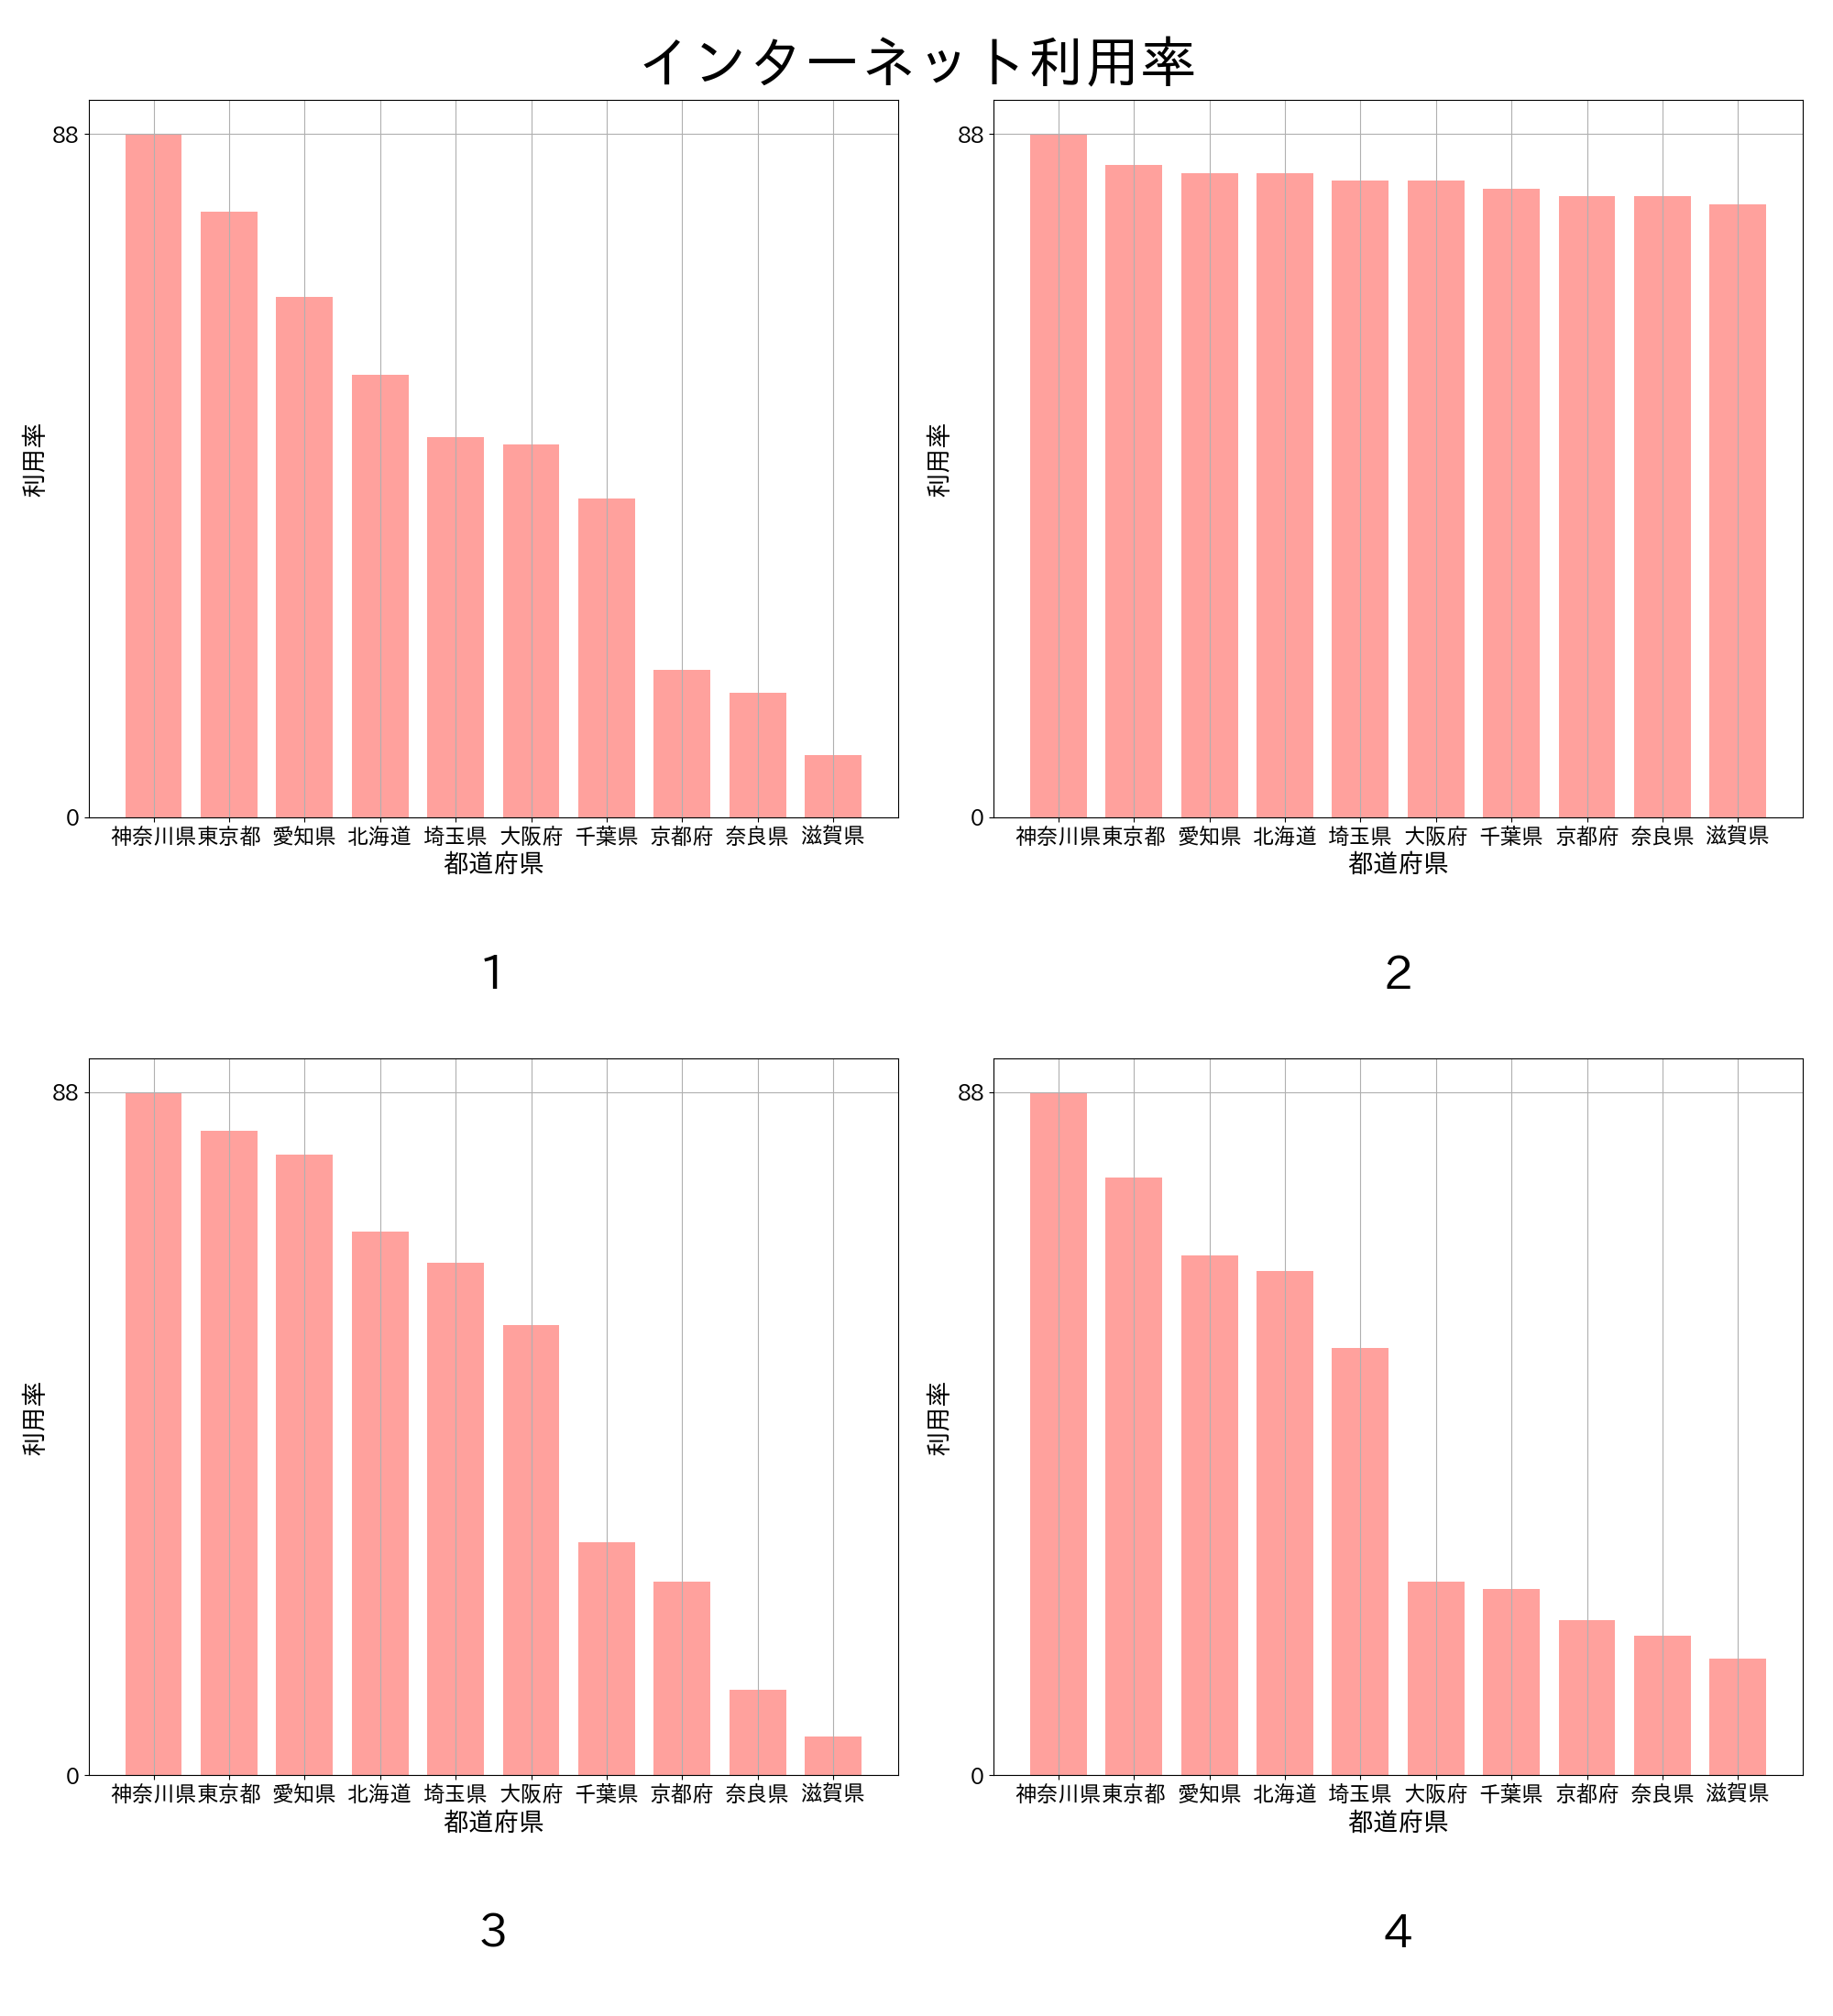 インターネット利用率
88
0
利用率
神奈川県 東京都 愛知県 北海道 埼玉県 大阪府 千葉県 京都府 奈良県 滋賀県
都道府県
1
88
0
利用率
神奈川県 東京都 愛知県 北海道 埼玉県 大阪府 千葉県 京都府 奈良県 滋賀県
都道府県
2
88
0
利用率
神奈川県 東京都 愛知県 北海道 埼玉県 大阪府 千葉県 京都府 奈良県 滋賀県
都道府県
3
88
0
利用率
神奈川県 東京都 愛知県 北海道 埼玉県 大阪府 千葉県 京都府 奈良県 滋賀県
都道府県
4